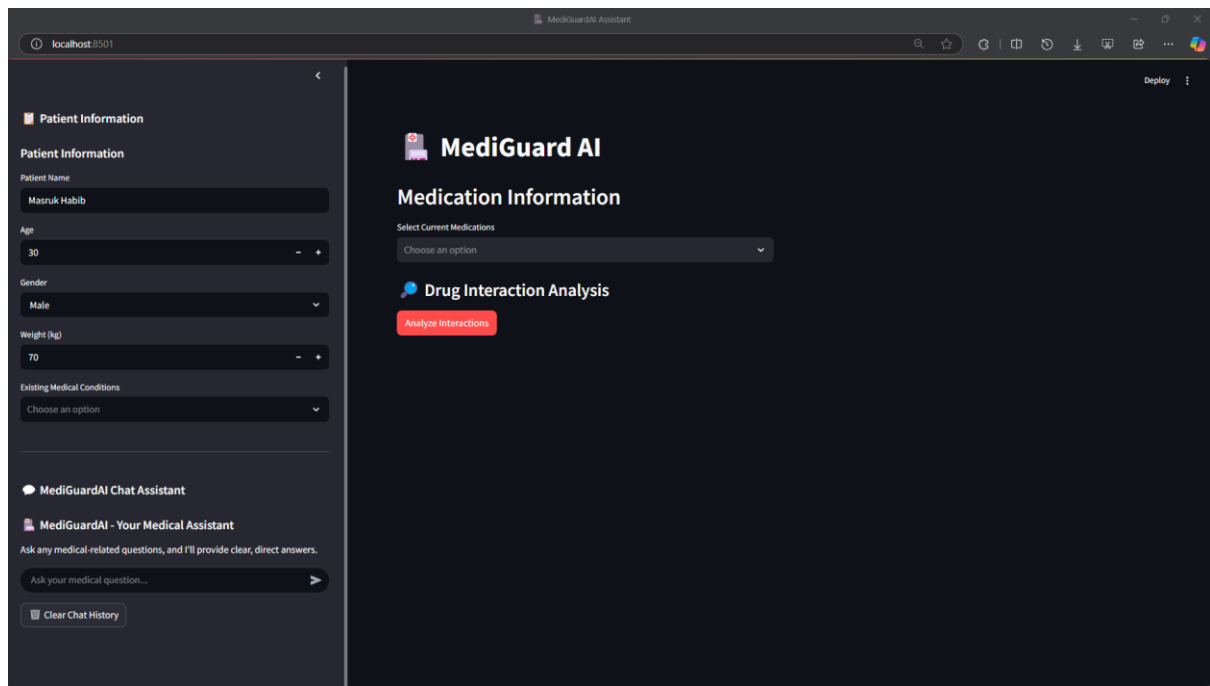 MediGuardAI Assistant
localhost:8501
Deploy
Patient Information
Patient Information
Patient Name
Masruk Habib
Age
30
Gender
Male
Weight (kg)
70
Existing Medical Conditions
Choose an option
MediGuardAI Chat Assistant
MediGuardAI - Your Medical Assistant
Ask any medical-related questions, and I'll provide clear, direct answers.
Ask your medical question...
Clear Chat History
MediGuard AI
Medication Information
Select Current Medications
Choose an option
Drug Interaction Analysis
Analyze Interactions